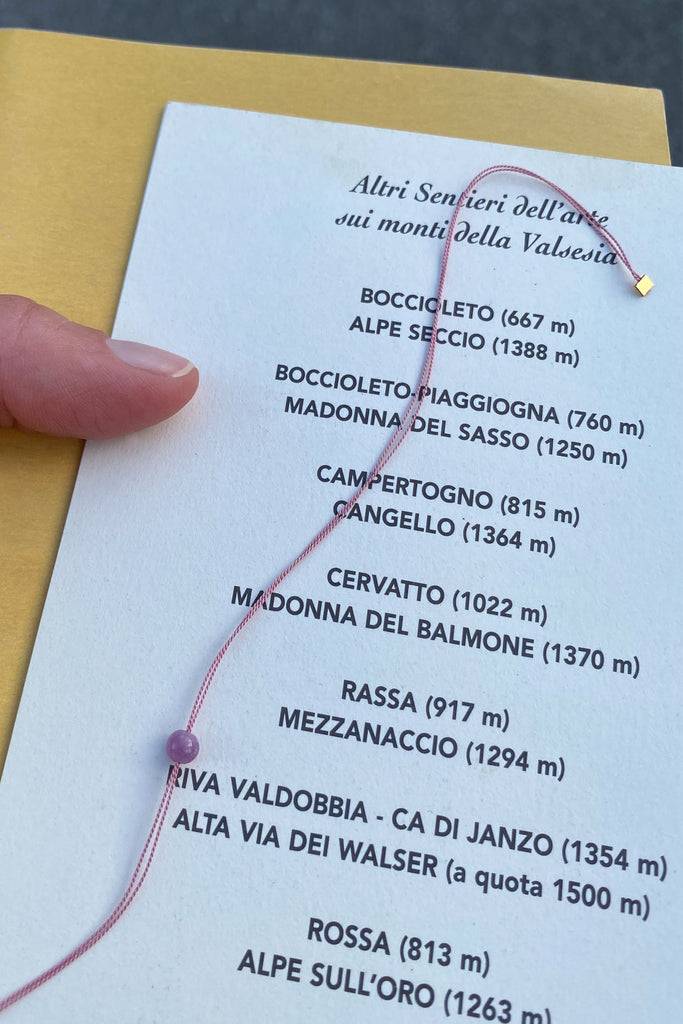 Altri Sentieri dell'arte
sui monti della Valsesia
BOCCIOLETO (667 m)
ALPE SECCIO (1388 m)
BOCCIOLETO-PIAGGIOGNA (760 m)
MADONNA DEL SASSO (1250 m)
CAMPERTOGNO (815 m)
CANGELLO (1364 m)
CERVATTO (1022 m)
MADONNA DEL BALMONE (1370 m)
RASSA (917 m)
MEZZANACCIO (1294 m)
RIVA VALDOBBIA - CA DI JANZO (1354 m)
ALTA VIA DEI WALSER (a quota 1500 m)
ROSSA (813 m)
ALPE SULL'ORO (1263 m)